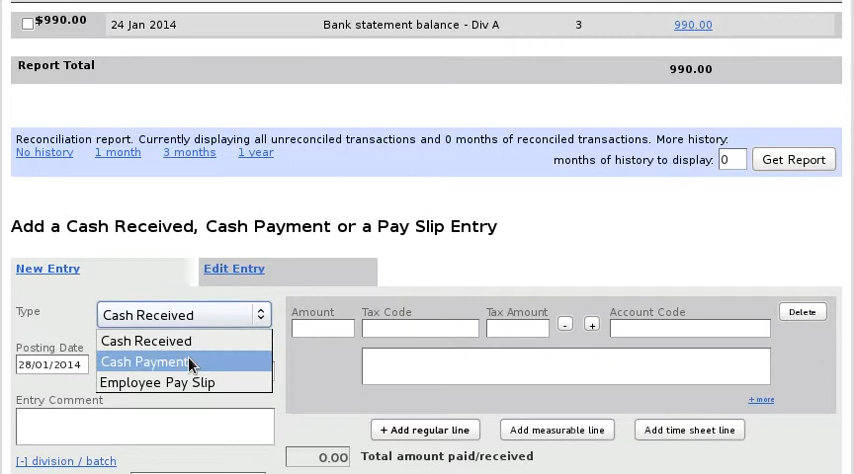 $990.00 24 Jan 2014 Bank statement balance - Div A 3 990.00
Report Total 990.00
Reconciliation report. Currently displaying all unreconciled transactions and 0 months of reconciled transactions. More history:
No history 1 month 3 months 1 year
months of history to display: 0 Get Report
Add a Cash Received, Cash Payment or a Pay Slip Entry
New Entry Edit Entry
Type Cash Received
Amount Tax Code Tax Amount - + Account Code Delete
Cash Received
Cash Payment
Employee Pay Slip
Posting Date
28/01/2014
Entry Comment
+ more
+ Add regular line Add measurable line Add time sheet line
0.00 Total amount paid/received
[-] division / batch